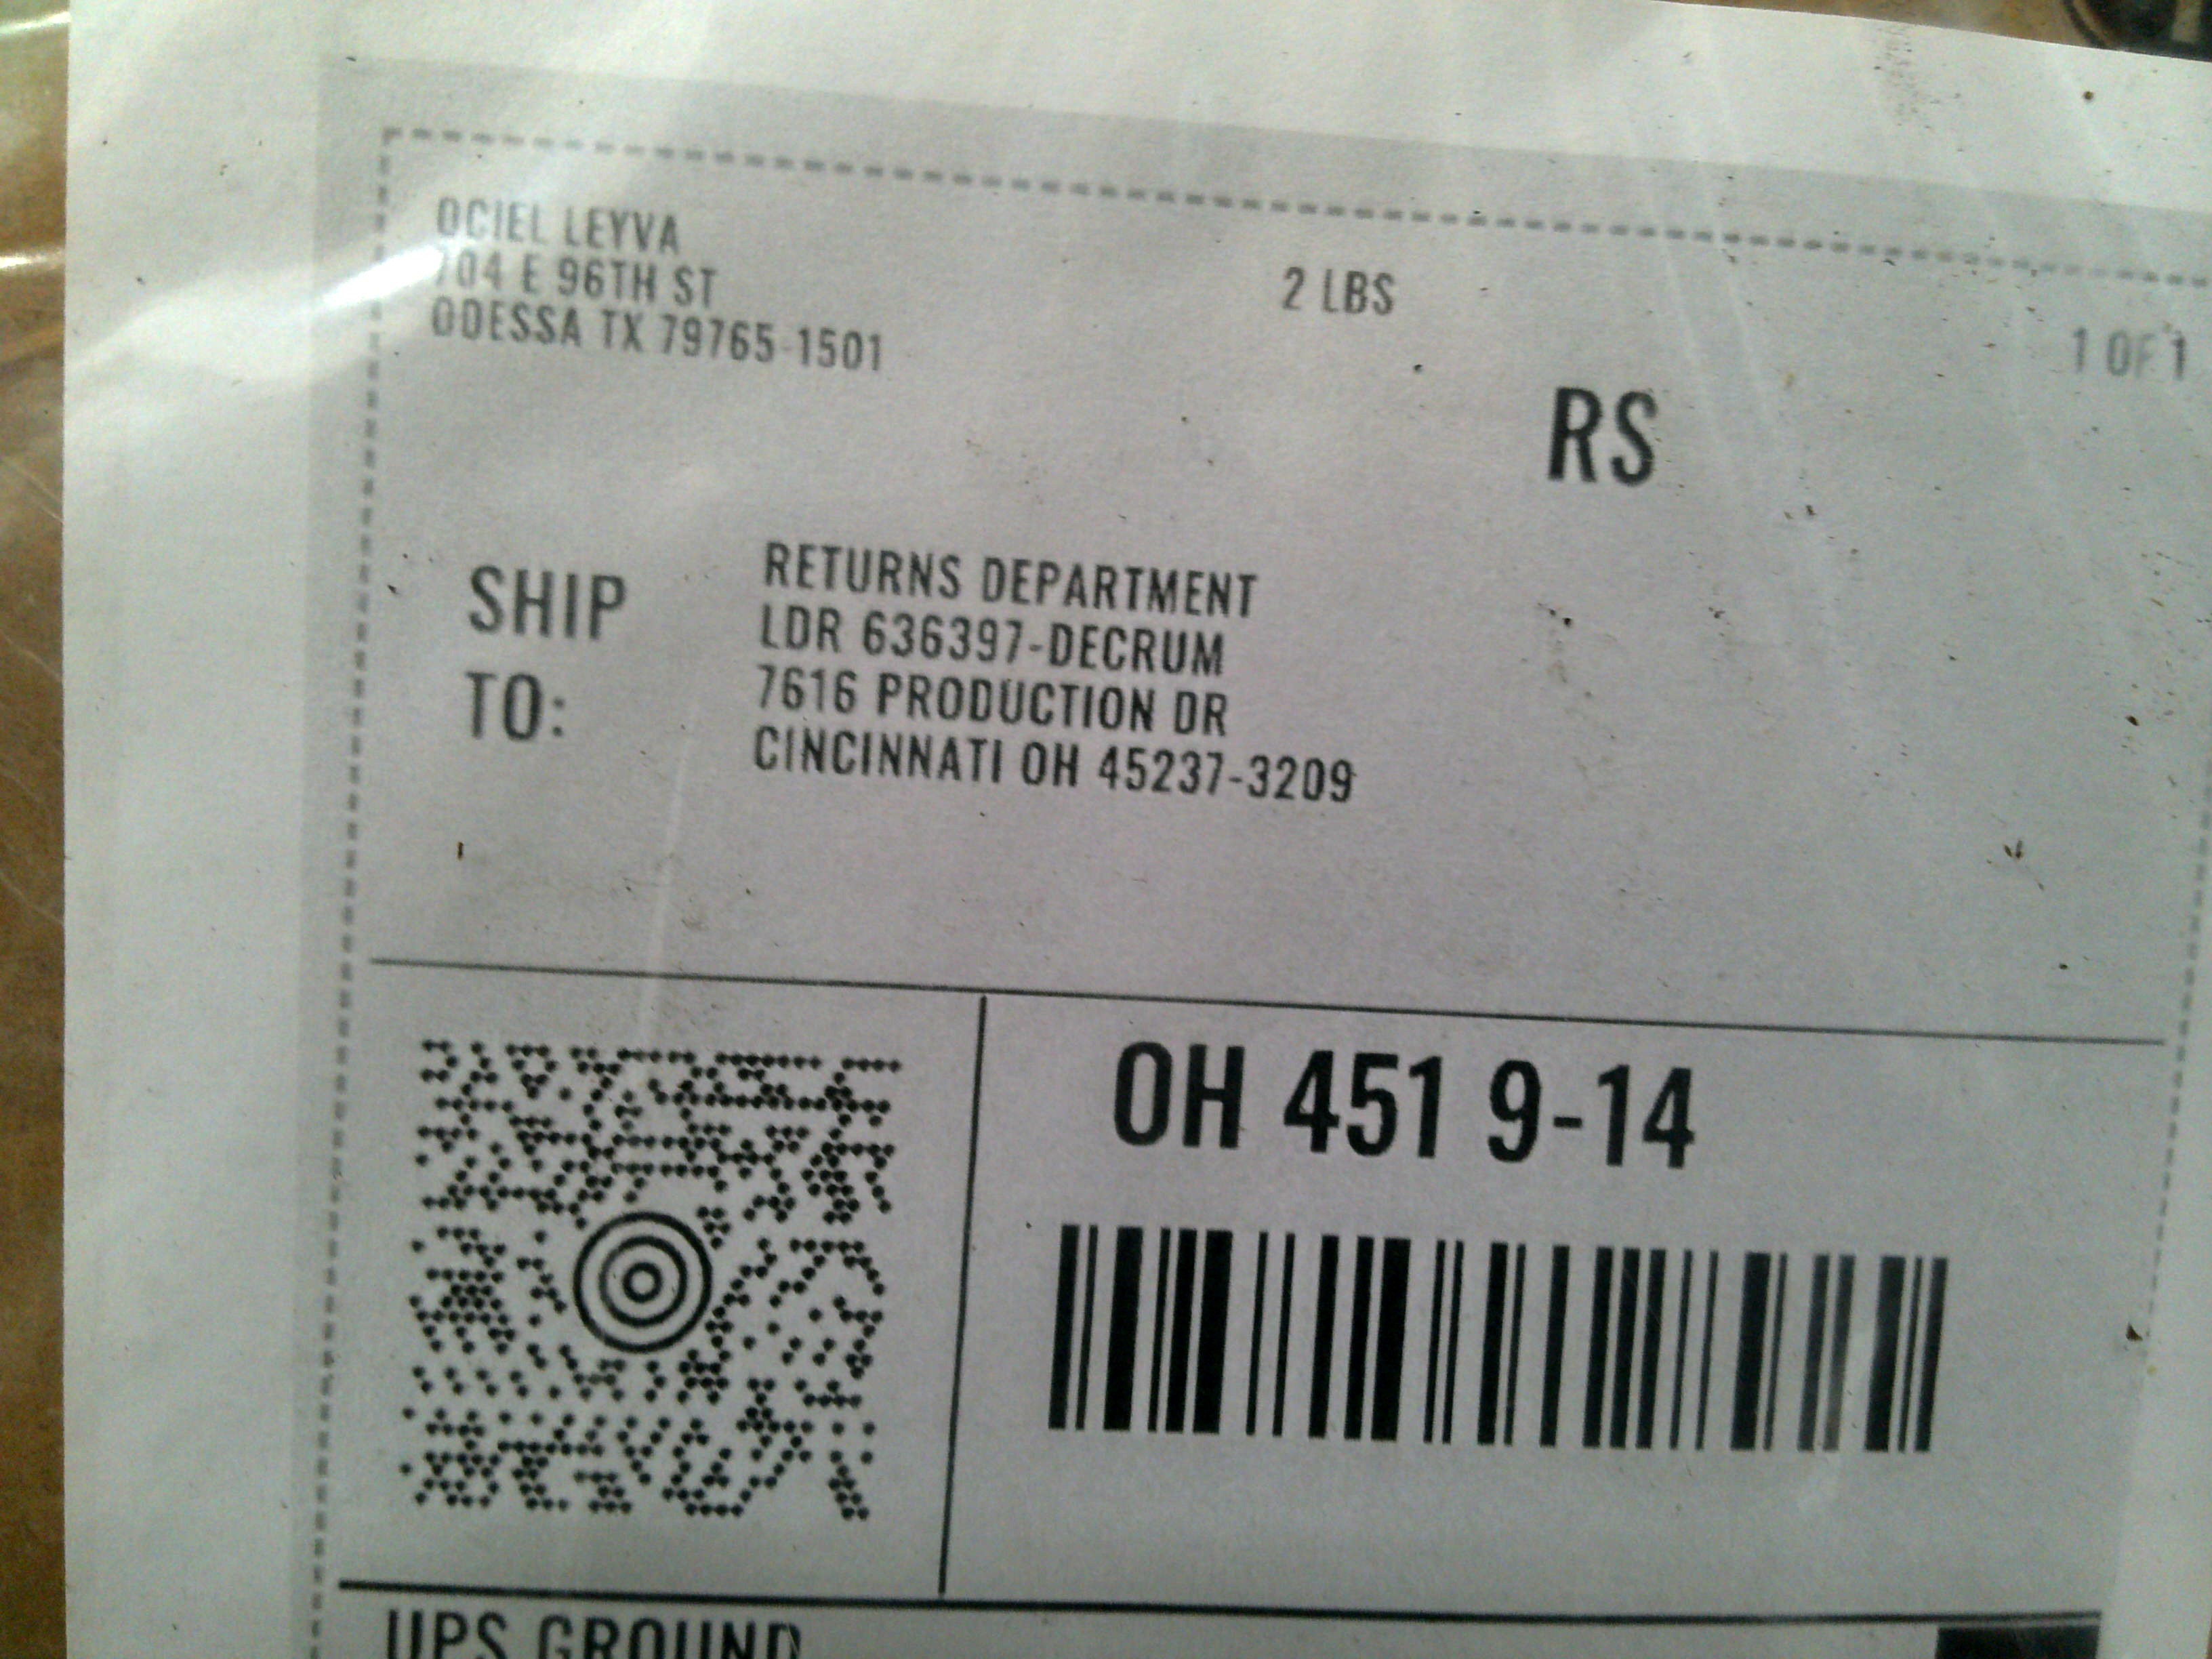 OCIEL LEYVA
704 E 96TH ST
ODESSA TX 79765-1501
2 LBS
1 OF 1
RS
SHIP
TO:
RETURNS DEPARTMENT
LDR 636397-DECRUM
7616 PRODUCTION DR
CINCINNATI OH 45237-3209
OH 451 9-14
UPS GROUND